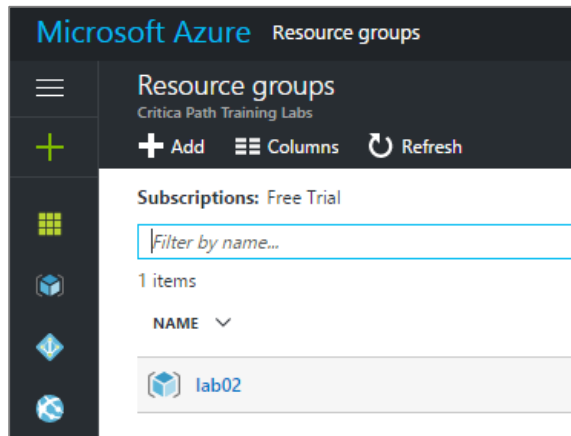 Microsoft Azure Resource groups
Resource groups
Critica Path Training Labs
Add Columns Refresh
Subscriptions: Free Trial
Filter by name...
1 items
NAME
lab02